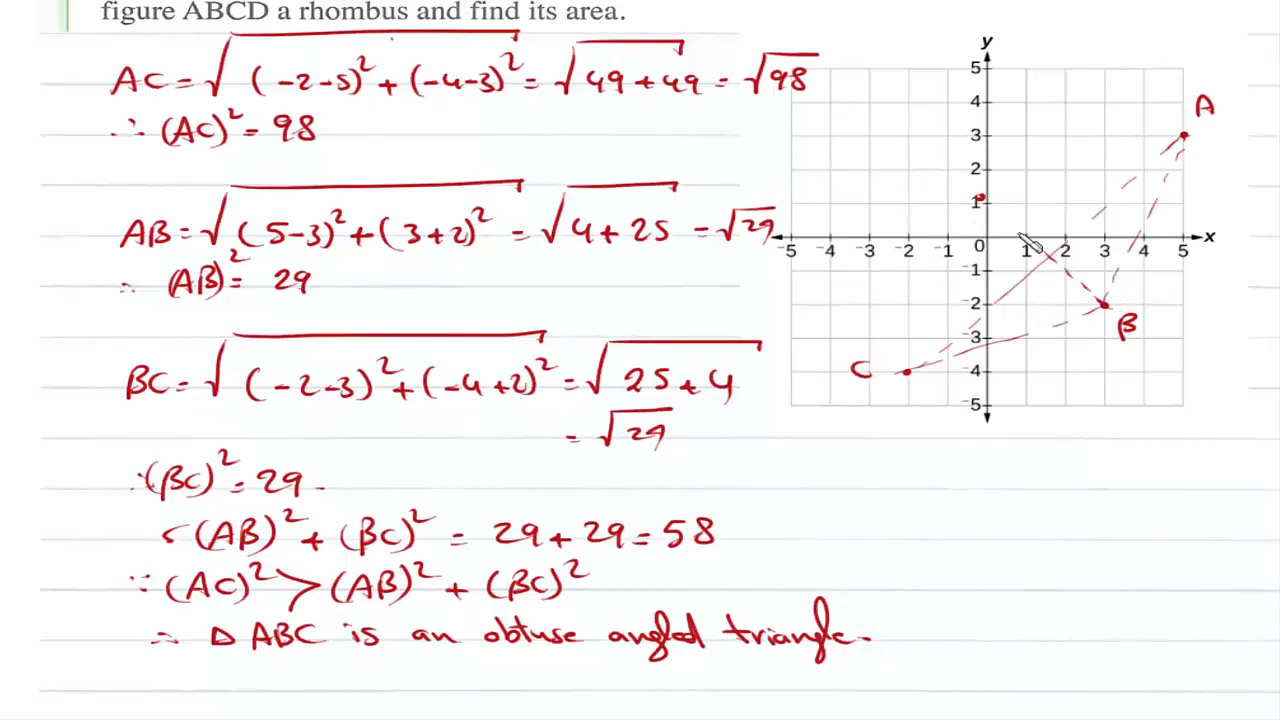 figure ABCD a rhombus and find its area.
AC = √((-2-5)² + (-4-3)²) = √(49+49) = √98
∴ (AC)² = 98
AB = √((5-3)² + (3+2)²) = √(4+25) = √29
∴ (AB)² = 29
BC = √((-2-3)² + (-4+2)²) = √(25+4)
= √29
∴ (BC)² = 29
, (AB)² + (BC)² = 29 + 29 = 58
∵ (AC)² > (AB)² + (BC)²
∴ Δ ABC is an obtuse angled triangle.
y
5
4
3
2
1
-5 -4 -3 -2 -1 0 1 2 3 4 5 x
-1
-2
-3
-4
-5
A
B
C